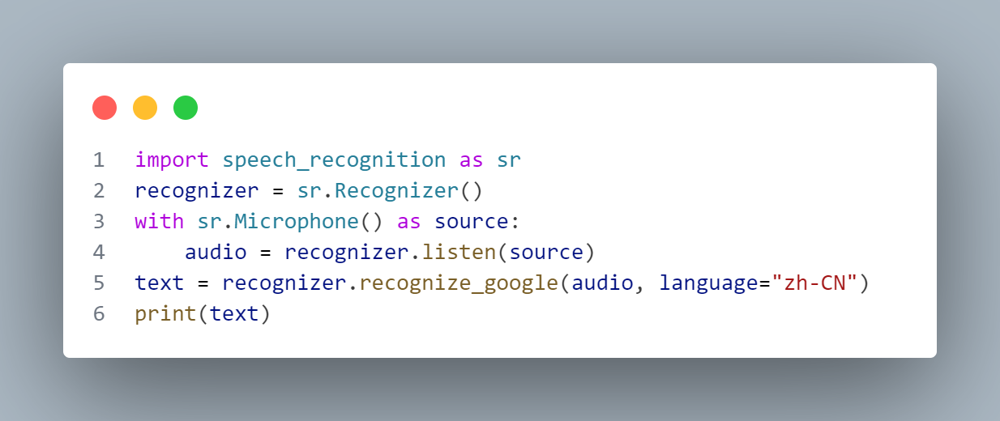 1 import speech_recognition as sr
2 recognizer = sr.Recognizer()
3 with sr.Microphone() as source:
4     audio = recognizer.listen(source)
5 text = recognizer.recognize_google(audio, language="zh-CN")
6 print(text)